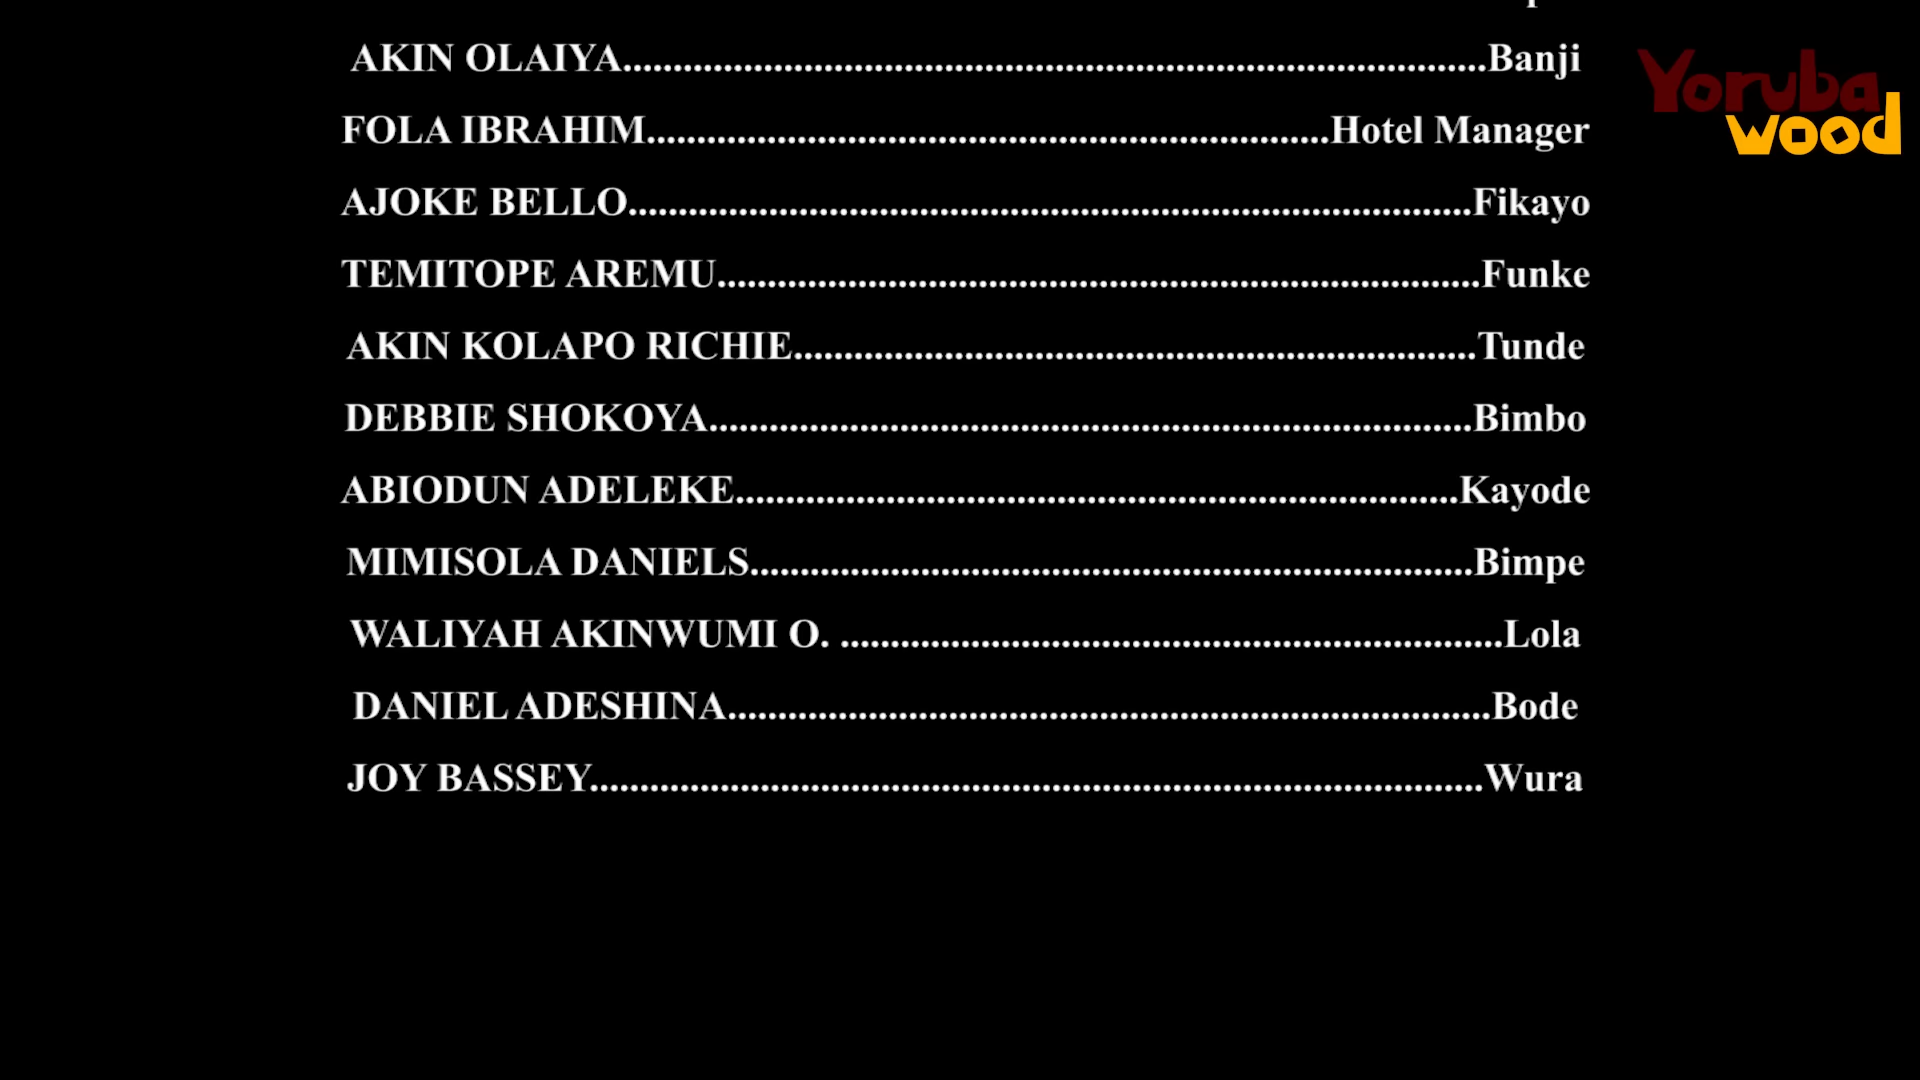 AKIN OLAIYA......................................................................................Banji
FOLA IBRAHIM....................................................................Hotel Manager
AJOKE BELLO....................................................................................Fikayo
TEMITOPE AREMU............................................................................Funke
AKIN KOLAPO RICHIE....................................................................Tunde
DEBBIE SHOKOYA............................................................................Bimbo
ABIODUN ADELEKE........................................................................Kayode
MIMISOLA DANIELS........................................................................Bimpe
WALIYAH AKINWUMI O. ..................................................................Lola
DANIEL ADESHINA............................................................................Bode
JOY BASSEY.........................................................................................Wura
Yoruba
wood